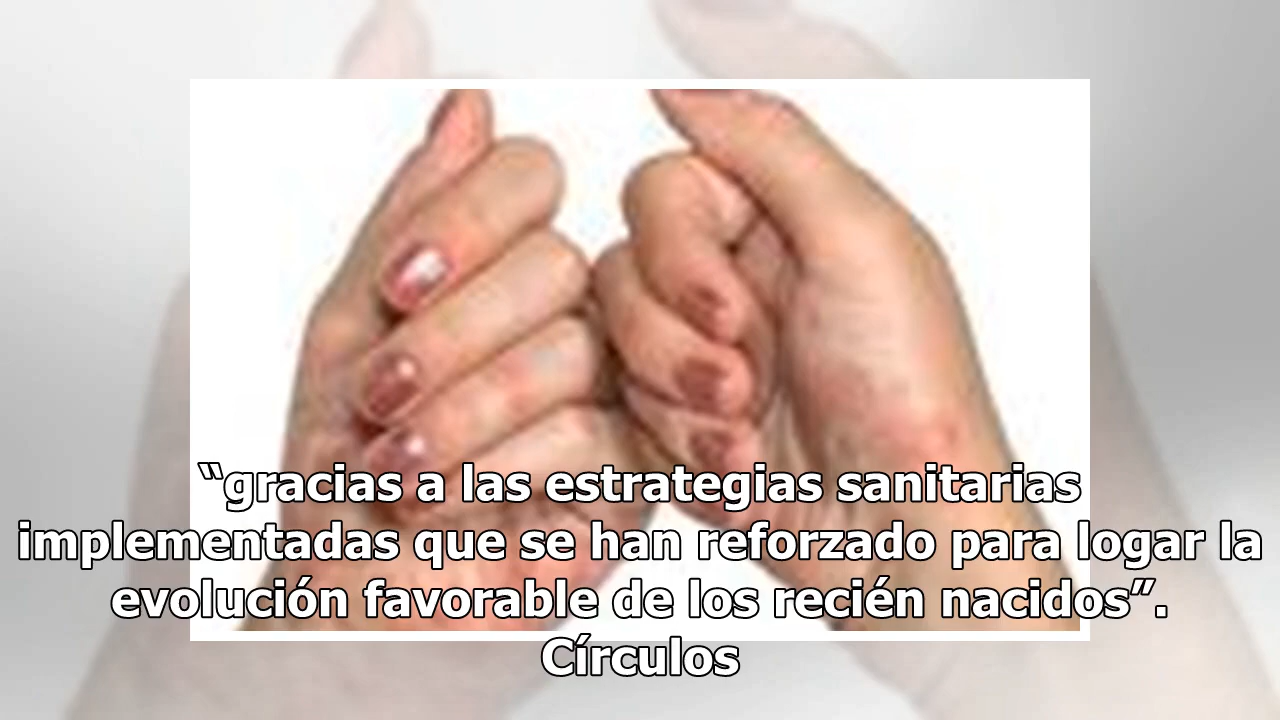 “gracias a las estrategias sanitarias
implementadas que se han reforzado para logar la
evolución favorable de los recién nacidos”.
Círculos